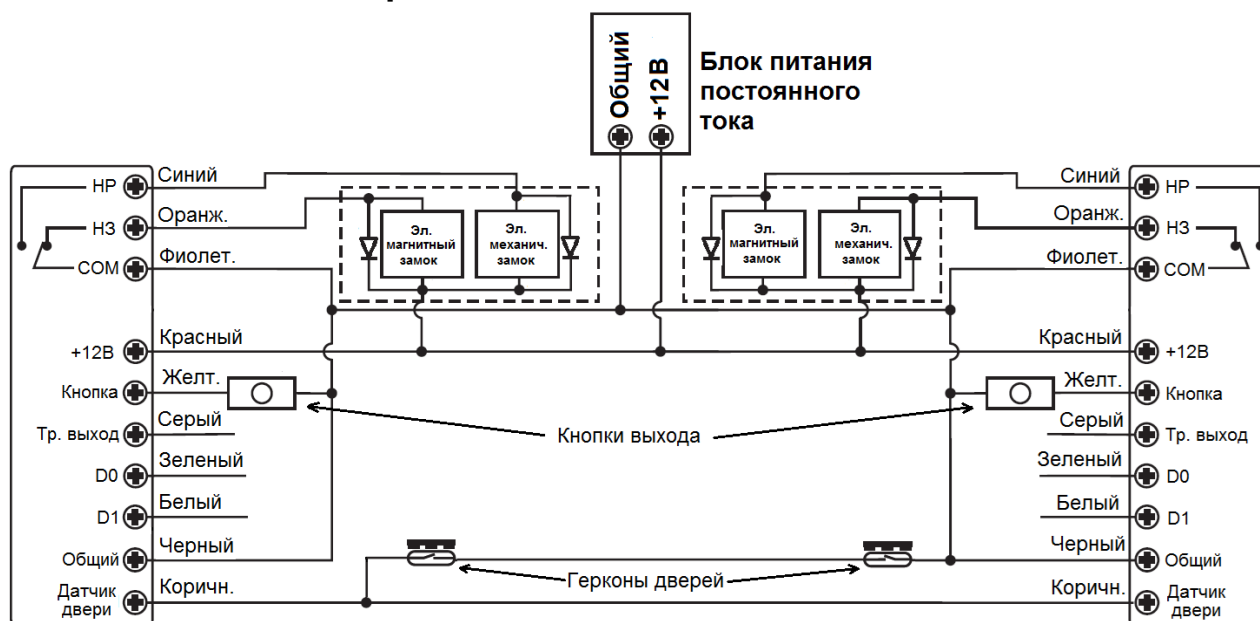 Общий
+12В
Блок питания
постоянного
тока
НР
Синий
НЗ
Оранж.
COM
Фиолет.
Эл.
магнитный
замок
Эл.
механич.
замок
Эл.
магнитный
замок
Эл.
механич.
замок
Синий
НР
Оранж.
НЗ
Фиолет.
COM
+12В
Красный
Красный
+12В
Кнопка
Желт.
Желт.
Кнопка
Тр. выход
Серый
Кнопки выхода
Серый
Тр. выход
D0
Зеленый
Зеленый
D0
D1
Белый
Белый
D1
Общий
Черный
Черный
Общий
Герконы дверей
Датчик
двери
Коричн.
Коричн.
Датчик
двери